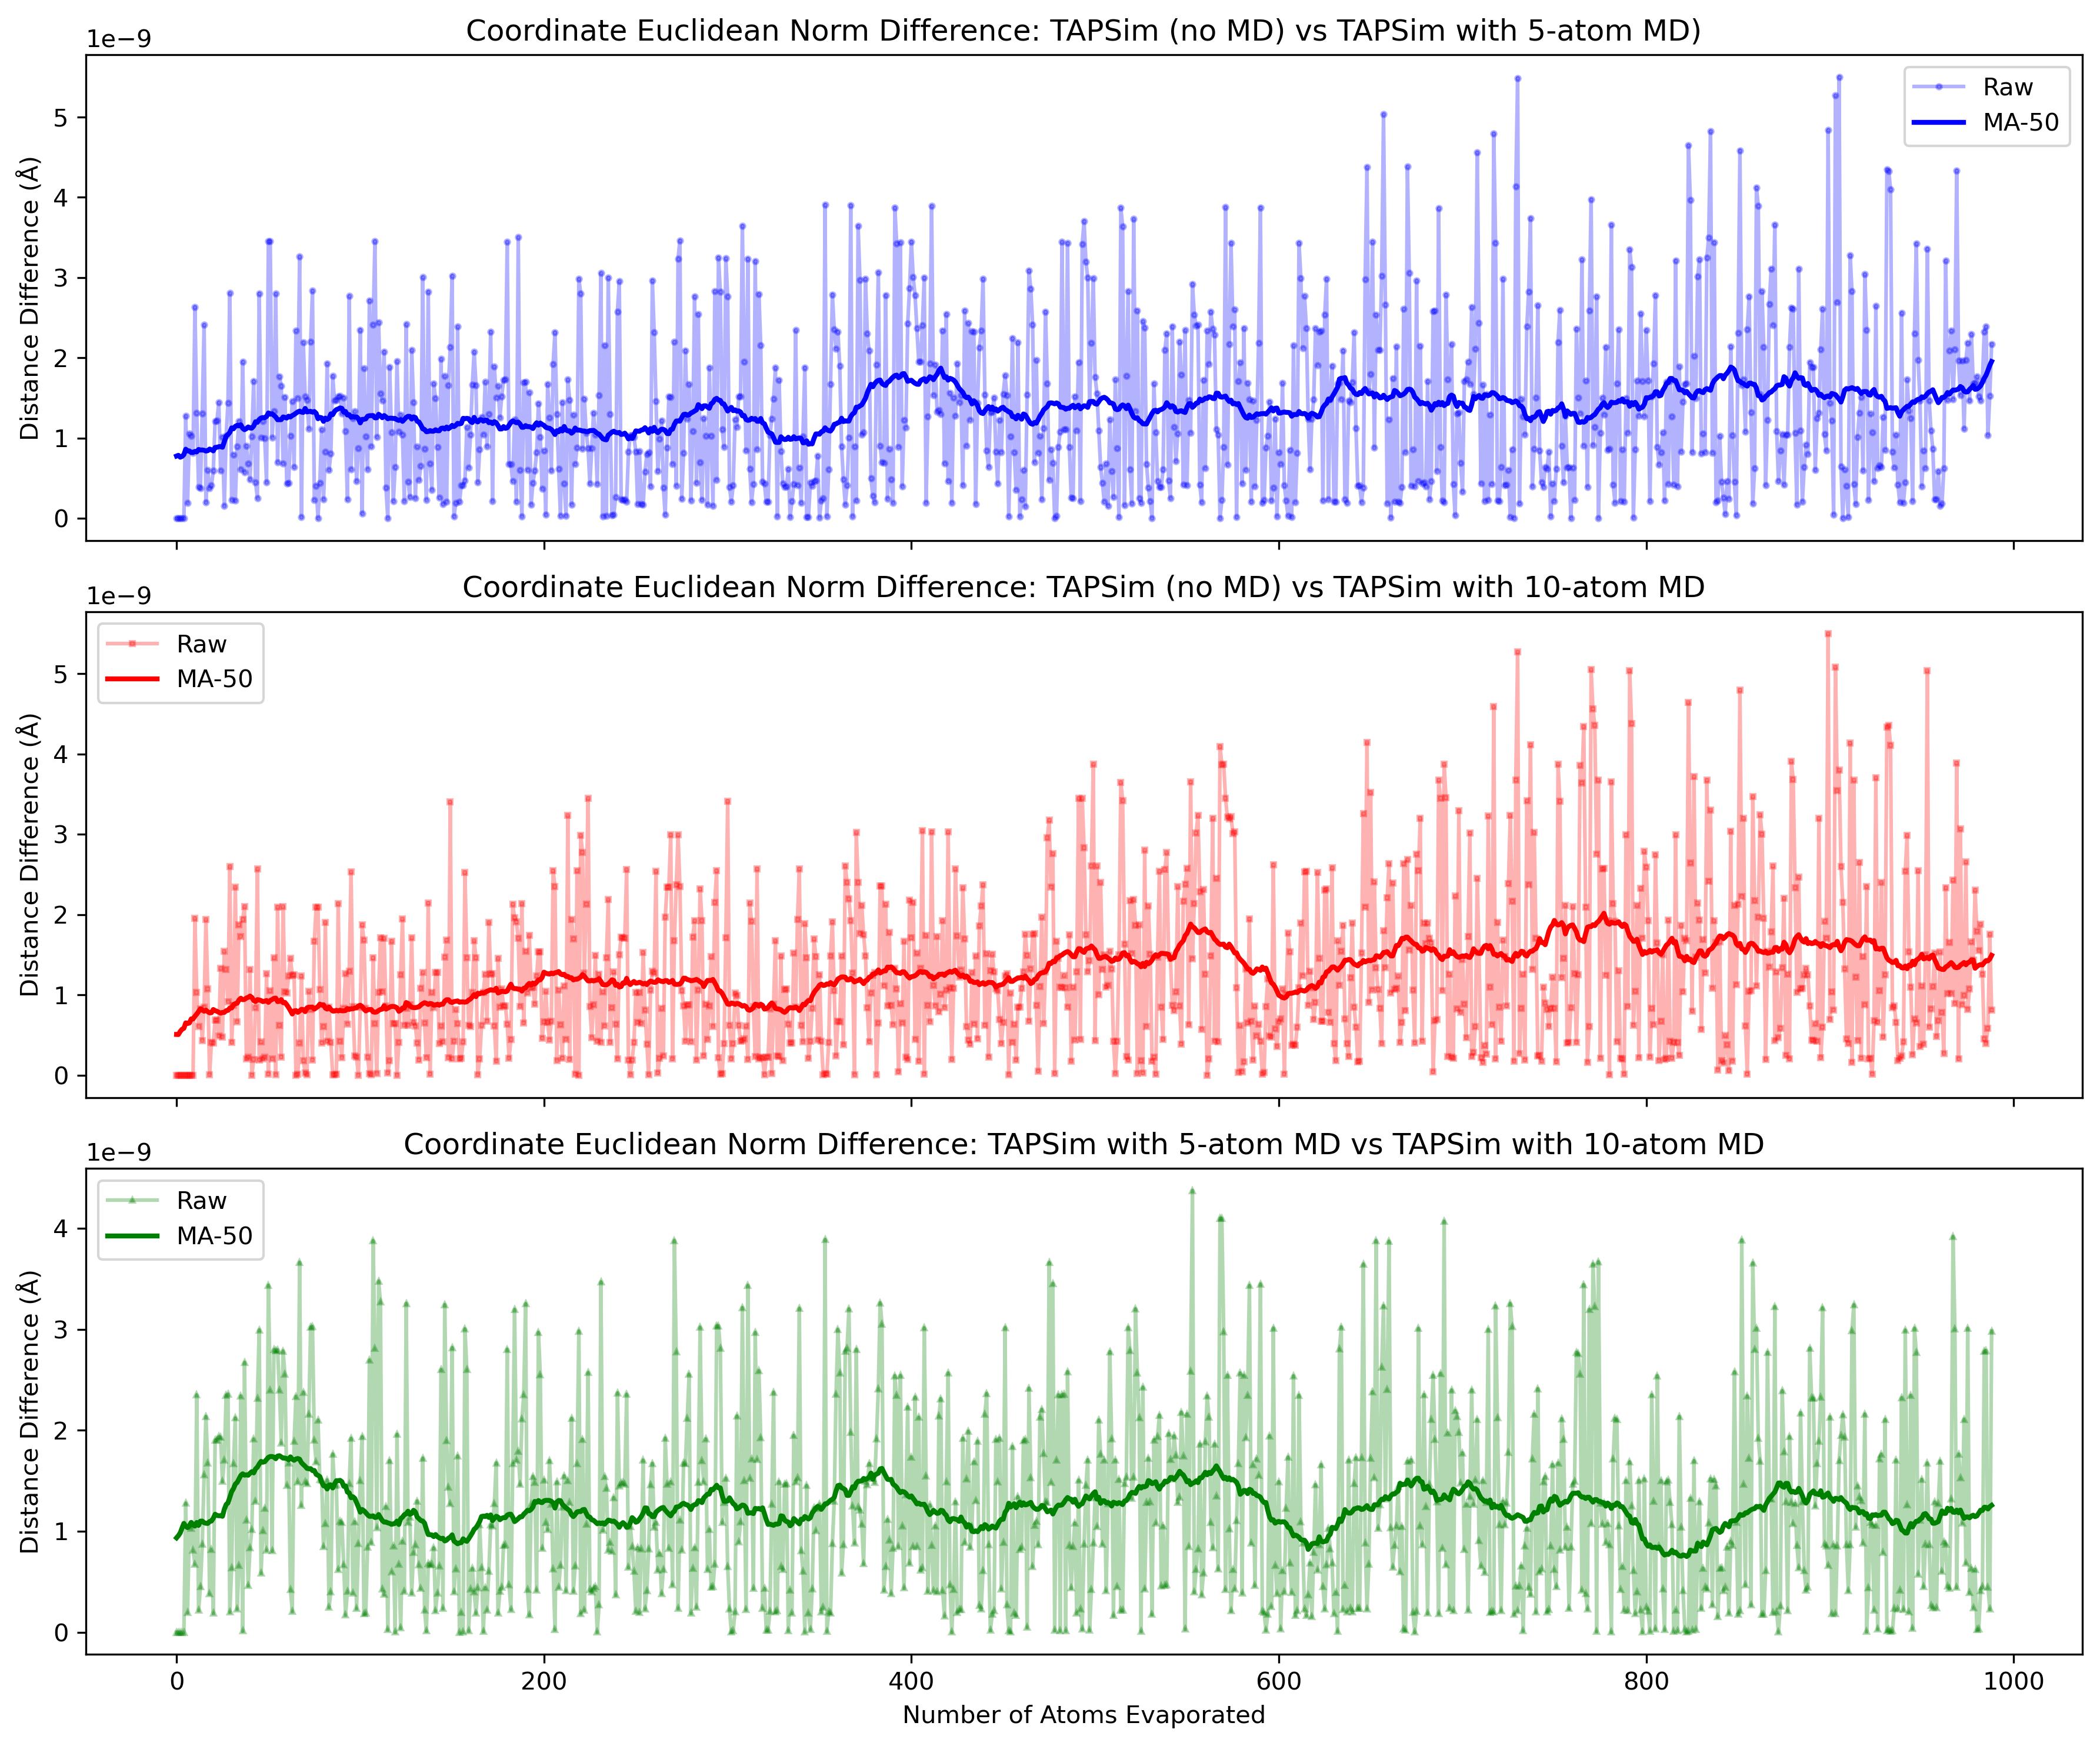 Coordinate Euclidean Norm Difference: TAPSim (no MD) vs TAPSim with 5-atom MD)
1e−9
Distance Difference (Å)
5
4
3
2
1
0
Raw
MA-50
Coordinate Euclidean Norm Difference: TAPSim (no MD) vs TAPSim with 10-atom MD
1e−9
Distance Difference (Å)
5
4
3
2
1
0
Raw
MA-50
Coordinate Euclidean Norm Difference: TAPSim with 5-atom MD vs TAPSim with 10-atom MD
1e−9
Distance Difference (Å)
4
3
2
1
0
Raw
MA-50
0 200 400 600 800 1000
Number of Atoms Evaporated